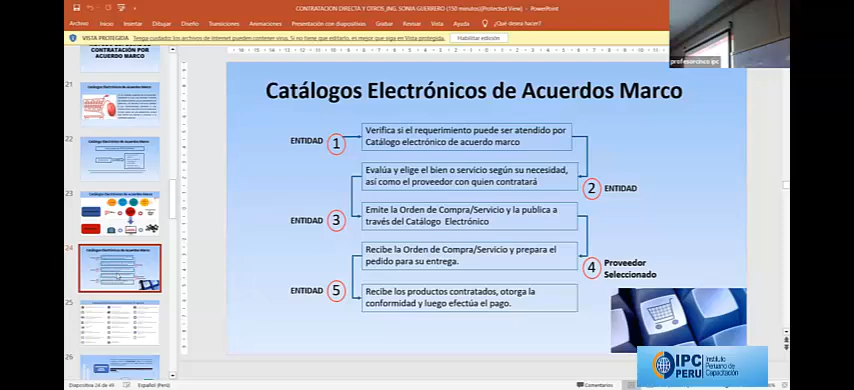 CONTRATACION DIRECTA Y OTROS_ING. SONIA GUERRERO (150 minutos)[Protected View] - PowerPoint
Archivo Inicio Insertar Dibujar Diseño Transiciones Animaciones Presentación con diapositivas Grabar Revisar Vista Ayuda ¿Qué desea hacer?
VISTA PROTEGIDA Tenga cuidado: los archivos de Internet pueden contener virus. Si no tiene que editarlo, es mejor que siga en Vista protegida. Habilitar edición
profesorcinco ipc
CONTRATACIÓN POR
ACUERDO MARCO
21
22
23
24
25
26
Catálogos Electrónicos de Acuerdos Marco
ENTIDAD 1
Verifica si el requerimiento puede ser atendido por
Catálogo electrónico de acuerdo marco
Evalúa y elige el bien o servicio según su necesidad,
así como el proveedor con quien contratará
2 ENTIDAD
ENTIDAD 3
Emite la Orden de Compra/Servicio y la publica a
través del Catálogo Electrónico
Recibe la Orden de Compra/Servicio y prepara el
pedido para su entrega.
4 Proveedor
Seleccionado
ENTIDAD 5
Recibe los productos contratados, otorga la
conformidad y luego efectúa el pago.
IPC
PERÚ
Instituto
Peruano de
Capacitación
Diapositiva 24 de 49 Español (Perú) Comentarios